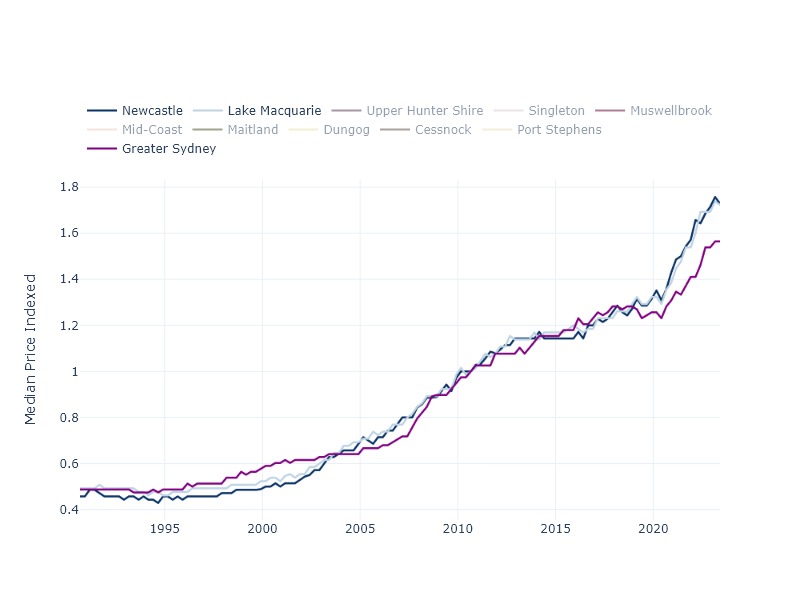 Newcastle Lake Macquarie Upper Hunter Shire Singleton Muswellbrook
Mid-Coast Maitland Dungog Cessnock Port Stephens
Greater Sydney
1.8
1.6
1.4
1.2
1
0.8
0.6
0.4
Median Price Indexed
1995 2000 2005 2010 2015 2020